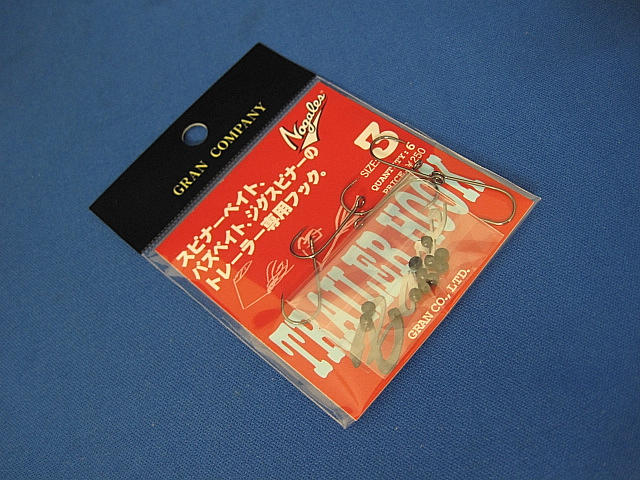 GRAN COMPANY
Nogales
スピナーベイト、
バズベイト、ジグスピナーの
トレーラー専用フック。
SIZE: 3
QUANTITY: 6
PRICE: ¥250
TRAILER HOOK
GRAN CO., LTD.